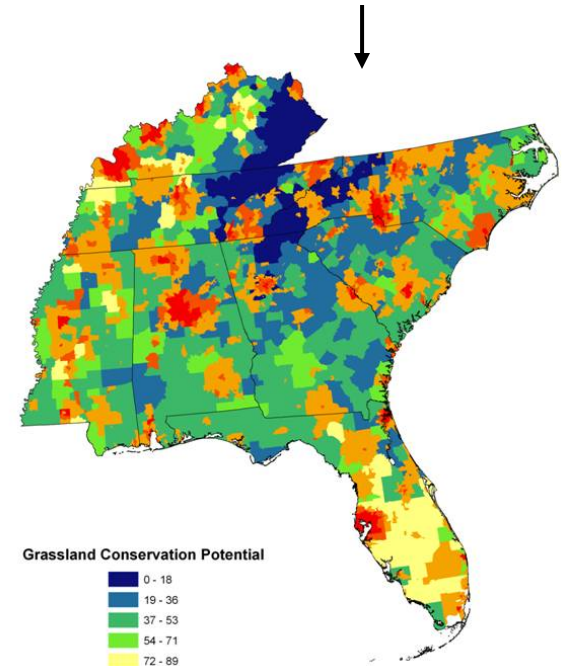 Grassland Conservation Potential
0 - 18
19 - 36
37 - 53
54 - 71
72 - 89